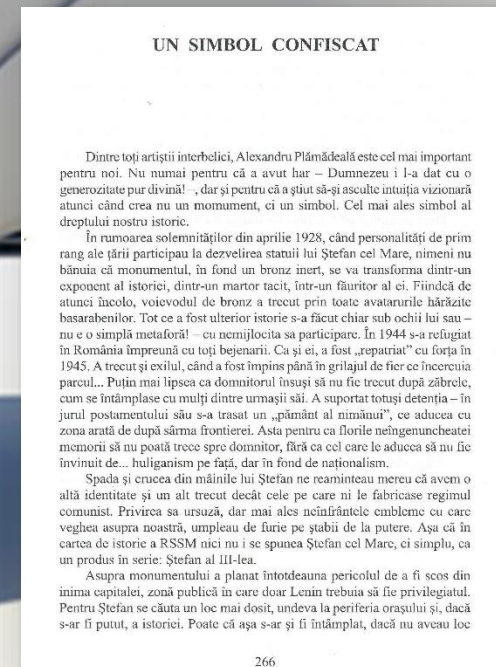 UN SIMBOL CONFISCAT
Dintre toți artiștii interbelici, Alexandru Plămădeală este cel mai important
pentru noi. Nu numai pentru că a avut har – Dumnezeu i l-a dat cu o
generozitate pur divină! –, dar și pentru că a știut să-și asculte intuiția vizionară
atunci când crea nu un momument, ci un simbol. Cel mai ales simbol al
dreptului nostru istoric.
În rumoarea solemnităților din aprilie 1928, când personalități de prim
rang ale țării participau la dezvelirea statuii lui Ștefan cel Mare, nimeni nu
bănuia că monumentul, în fond un bronz inert, se va transforma dintr-un
exponent al istoriei, dintr-un martor tacit, într-un făuritor al ei. Fiindcă de
atunci încolo, voievodul de bronz a trecut prin toate avatarurile hărăzite
basarabenilor. Tot ce a fost ulterior istorie s-a făcut chiar sub ochii lui sau –
nu e o simplă metaforă! – cu nemijlocita sa participare. În 1944 s-a refugiat
în România împreună cu toți bejenarii. Ca și ei, a fost „repatriat” cu forța în
1945. A trecut și exilul, când a fost împins până în grilajul de fier ce încercuia
parcul... Puțin mai lipsea ca domnitorul însuși să nu fie trecut după zăbrele,
cum se întâmplase cu mulți dintre urmașii săi. A suportat totuși detenția – în
jurul postamentului său s-a trasat un „pământ al nimănui”, ce aducea cu
zona arată de după sârma frontierei. Asta pentru ca florile neîngenuncheatei
memorii să nu poată trece spre domnitor, fără ca cel care le aducea să nu fie
învinuit de... huliganism pe față, dar în fond de naționalism.
Spada și crucea din mâinile lui Ștefan ne reaminteau mereu că avem o
altă identitate și un alt trecut decât cele pe care ni le fabricase regimul
comunist. Privirea sa ursuză, dar mai ales neînfrântele embleme cu care
veghea asupra noastră, umpleau de furie pe ștabii de la putere. Așa că în
cartea de istorie a RSSM nici nu i se spunea Ștefan cel Mare, ci simplu, ca
un produs în serie: Ștefan al III-lea.
Asupra monumentului a planat întotdeauna pericolul de a fi scos din
inima capitalei, zonă publică în care doar Lenin trebuia să fie privilegiatul.
Pentru Ștefan se căuta un loc mai dosit, undeva la periferia orașului și, dacă
s-ar fi putut, a istoriei. Poate că așa s-ar și fi întâmplat, dacă nu aveau loc
266